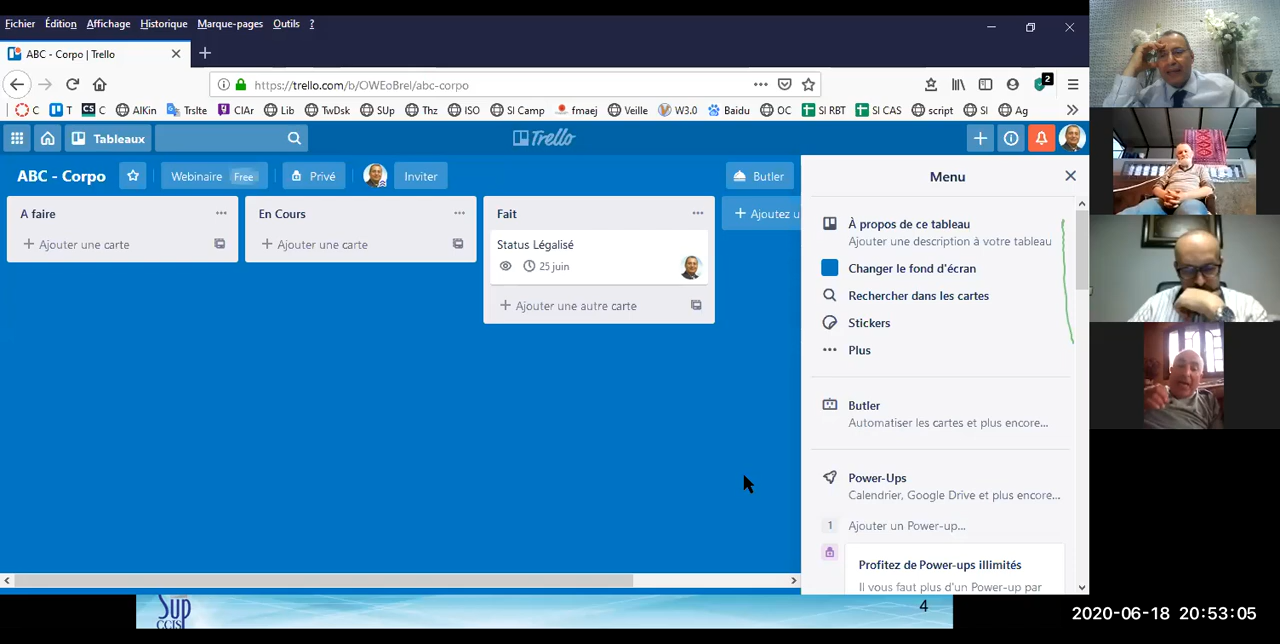 Fichier Édition Affichage Historique Marque-pages Outils ?
ABC - Corpo | Trello
https://trello.com/b/OWEoBrel/abc-corpo
2
C T C AlKin Trslte CIAr Lib TwDsk SUp Thz ISO SI Camp fmaej Veille W3.0 Baidu OC SI RBT SI CAS script SI Ag
Tableaux
Trello
ABC - Corpo
Webinaire Free
Privé
Inviter
Butler
A faire
Ajouter une carte
En Cours
Ajouter une carte
Fait
Status Légalisé
25 juin
Ajouter une autre carte
Ajoutez u
Menu
À propos de ce tableau
Ajouter une description à votre tableau
Changer le fond d'écran
Rechercher dans les cartes
Stickers
Plus
Butler
Automatiser les cartes et plus encore...
Power-Ups
Calendrier, Google Drive et plus encore...
1 Ajouter un Power-up...
Profitez de Power-ups illimités
Il vous faut plus d'un Power-up par
Sup
CCIS
4
2020-06-18 20:53:05